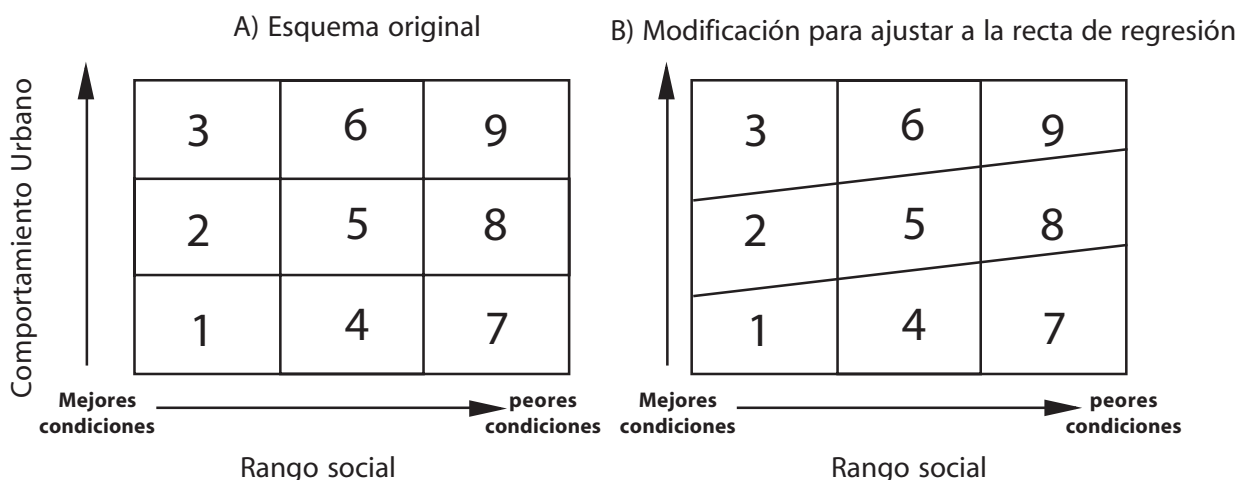 A) Esquema original
Comportamiento Urbano
3 6 9
2 5 8
1 4 7
Mejores condiciones
peores condiciones
Rango social
B) Modificación para ajustar a la recta de regresión
3 6 9
2 5 8
1 4 7
Mejores condiciones
peores condiciones
Rango social